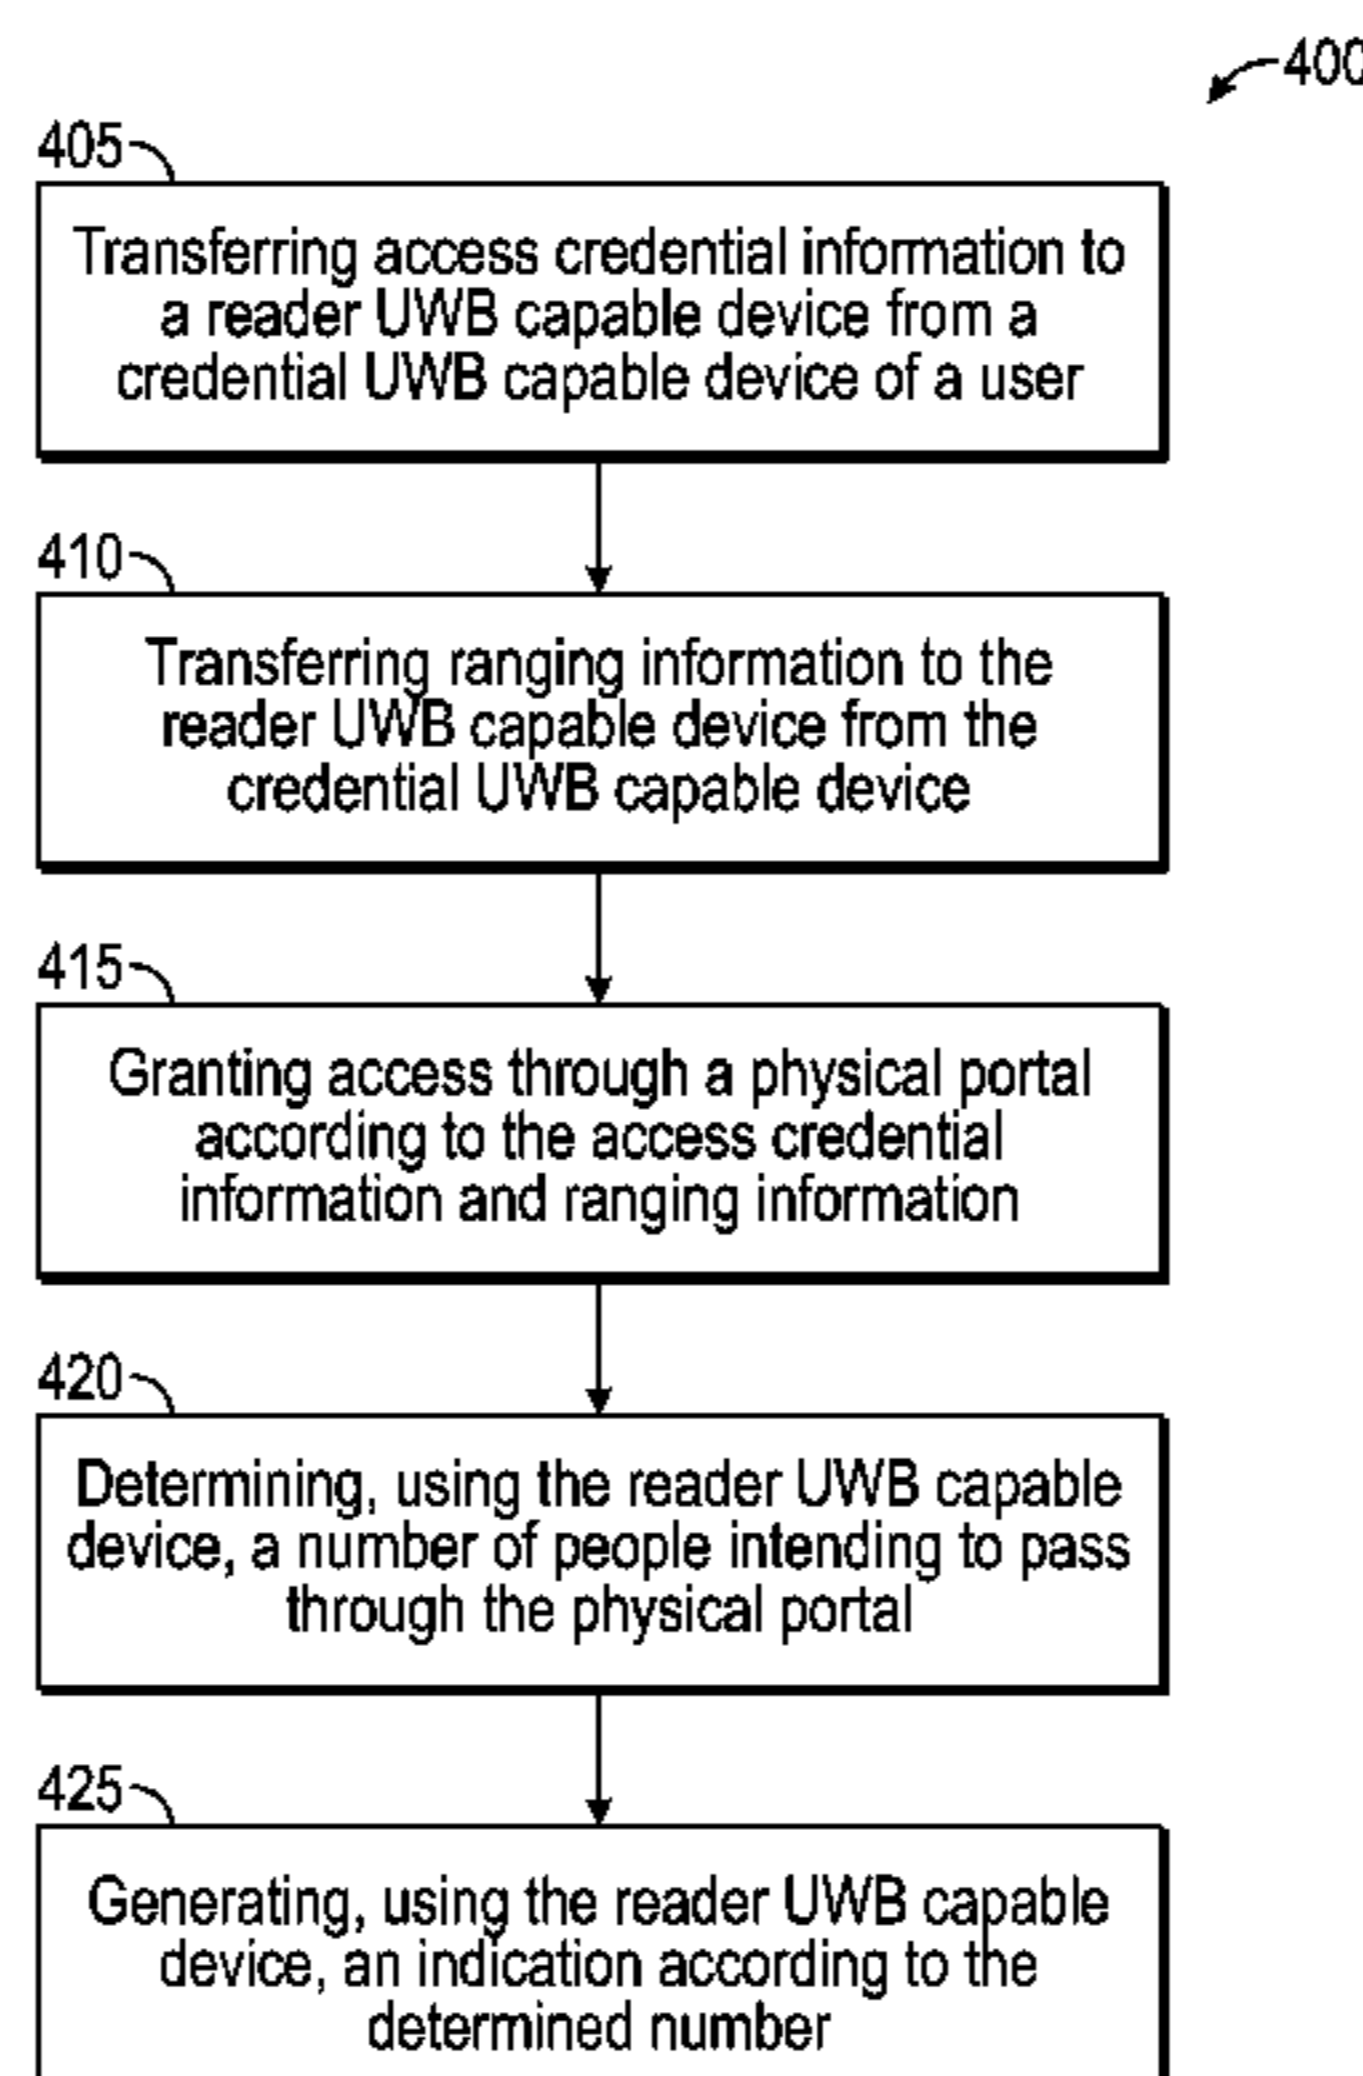 400
405
Transferring access credential information to
a reader UWB capable device from a
credential UWB capable device of a user
410
Transferring ranging information to the
reader UWB capable device from the
credential UWB capable device
415
Granting access through a physical portal
according to the access credential
information and ranging information
420
Determining, using the reader UWB capable
device, a number of people intending to pass
through the physical portal
425
Generating, using the reader UWB capable
device, an indication according to the
determined number